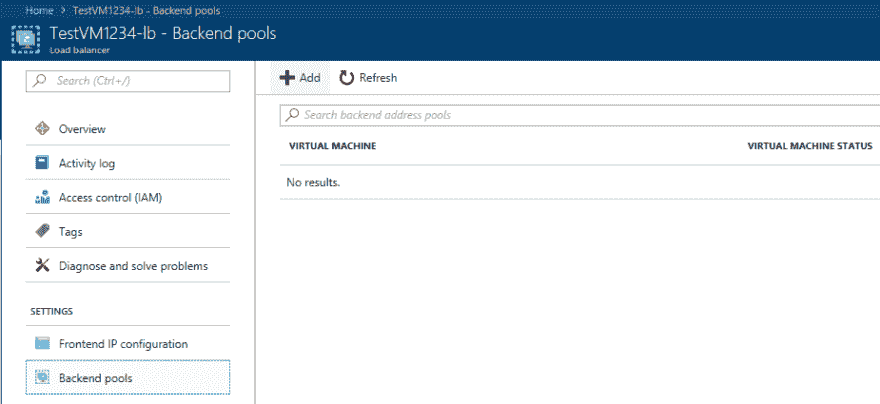 Home > TestVM1234-lb - Backend pools
TestVM1234-lb - Backend pools
Load balancer
Search (Ctrl+/)
Overview
Activity log
Access control (IAM)
Tags
Diagnose and solve problems
SETTINGS
Frontend IP configuration
Backend pools
Add Refresh
Search backend address pools
VIRTUAL MACHINE VIRTUAL MACHINE STATUS
No results.